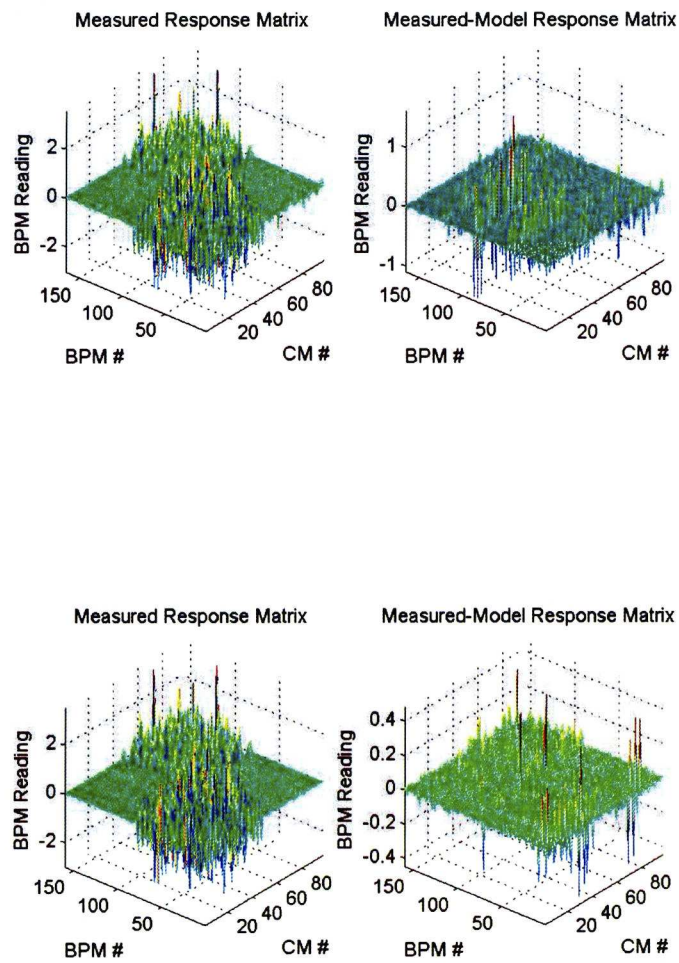 Measured Response Matrix
BPM Reading
2
0
-2
150
100
50
BPM #
20
40
60
80
CM #
Measured-Model Response Matrix
BPM Reading
1
0
-1
150
100
50
BPM #
20
40
60
80
CM #
Measured Response Matrix
BPM Reading
2
0
-2
150
100
50
BPM #
20
40
60
80
CM #
Measured-Model Response Matrix
BPM Reading
0.4
0.2
0
-0.2
-0.4
150
100
50
BPM #
20
40
60
80
CM #